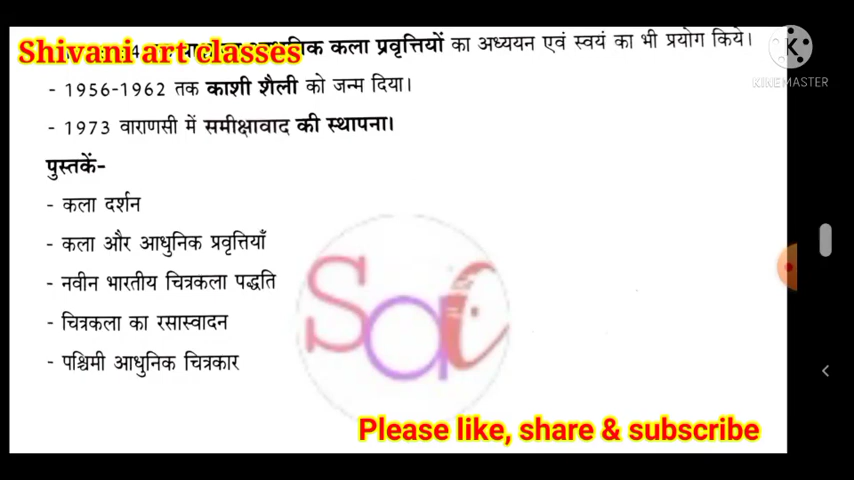 Shivani art classes
आधुनिक कला प्रवृत्तियों का अध्ययन एवं स्वयं का भी प्रयोग किये।
K
KINEMASTER
- 1956-1962 तक काशी शैली को जन्म दिया।
- 1973 वाराणसी में समीक्षावाद की स्थापना।
पुस्तकें-
- कला दर्शन
- कला और आधुनिक प्रवृत्तियाँ
- नवीन भारतीय चित्रकला पद्धति
- चित्रकला का रसास्वादन
- पश्चिमी आधुनिक चित्रकार
Sac
Please like, share & subscribe